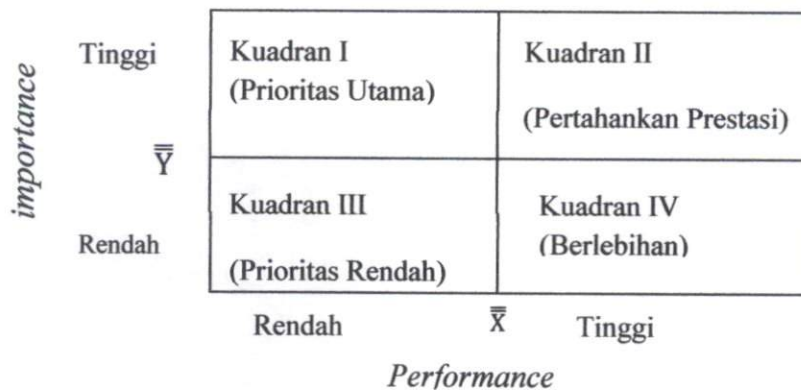 Tinggi
Kuadran I
(Prioritas Utama)
Kuadran II
(Pertahankan Prestasi)
importance
Y̿
Rendah
Kuadran III
(Prioritas Rendah)
Kuadran IV
(Berlebihan)
Rendah
X̿
Tinggi
Performance